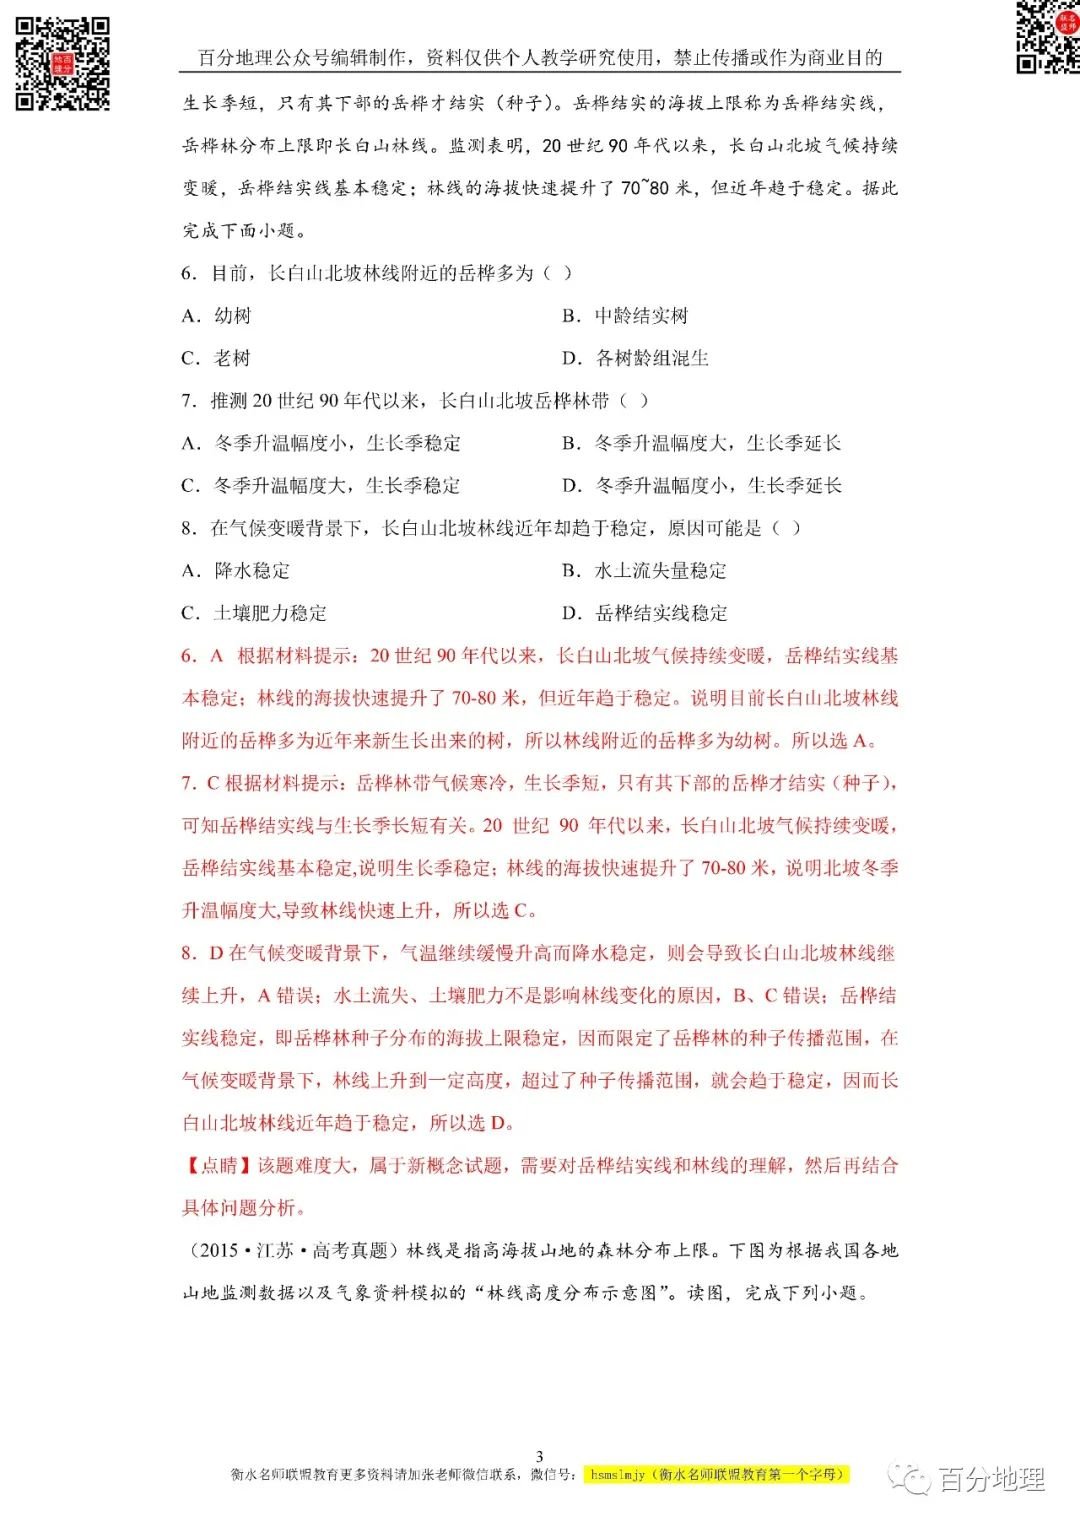 百分地理公众号编辑制作，资料仅供个人教学研究使用，禁止传播或作为商业目的
地百
理分
联名
盟师
生长季短，只有其下部的岳桦才结实（种子）。岳桦结实的海拔上限称为岳桦结实线，
岳桦林分布上限即长白山林线。监测表明，20 世纪 90 年代以来，长白山北坡气候持续
变暖，岳桦结实线基本稳定；林线的海拔快速提升了 70~80 米，但近年趋于稳定。据此
完成下面小题。
6．目前，长白山北坡林线附近的岳桦多为（ ）
A．幼树 B．中龄结实树
C．老树 D．各树龄组混生
7．推测 20 世纪 90 年代以来，长白山北坡岳桦林带（ ）
A．冬季升温幅度小，生长季稳定 B．冬季升温幅度大，生长季延长
C．冬季升温幅度大，生长季稳定 D．冬季升温幅度小，生长季延长
8．在气候变暖背景下，长白山北坡林线近年却趋于稳定，原因可能是（ ）
A．降水稳定 B．水土流失量稳定
C．土壤肥力稳定 D．岳桦结实线稳定
6．A 根据材料提示：20 世纪 90 年代以来，长白山北坡气候持续变暖，岳桦结实线基
本稳定；林线的海拔快速提升了 70-80 米，但近年趋于稳定。说明目前长白山北坡林线
附近的岳桦多为近年来新生长出来的树，所以林线附近的岳桦多为幼树。所以选 A。
7．C 根据材料提示：岳桦林带气候寒冷，生长季短，只有其下部的岳桦才结实（种子），
可知岳桦结实线与生长季长短有关。20 世纪 90 年代以来，长白山北坡气候持续变暖，
岳桦结实线基本稳定,说明生长季稳定；林线的海拔快速提升了 70-80 米，说明北坡冬季
升温幅度大,导致林线快速上升，所以选 C。
8．D 在气候变暖背景下，气温继续缓慢升高而降水稳定，则会导致长白山北坡林线继
续上升，A 错误；水土流失、土壤肥力不是影响林线变化的原因，B、C 错误；岳桦结
实线稳定，即岳桦林种子分布的海拔上限稳定，因而限定了岳桦林的种子传播范围，在
气候变暖背景下，林线上升到一定高度，超过了种子传播范围，就会趋于稳定，因而长
白山北坡林线近年趋于稳定，所以选 D。
【点睛】该题难度大，属于新概念试题，需要对岳桦结实线和林线的理解，然后再结合
具体问题分析。
（2015·江苏·高考真题）林线是指高海拔山地的森林分布上限。下图为根据我国各地
山地监测数据以及气象资料模拟的“林线高度分布示意图”。读图，完成下列小题。
3
衡水名师联盟教育更多资料请加张老师微信联系，微信号： hsmslmjy（衡水名师联盟教育第一个字母）
百分地理